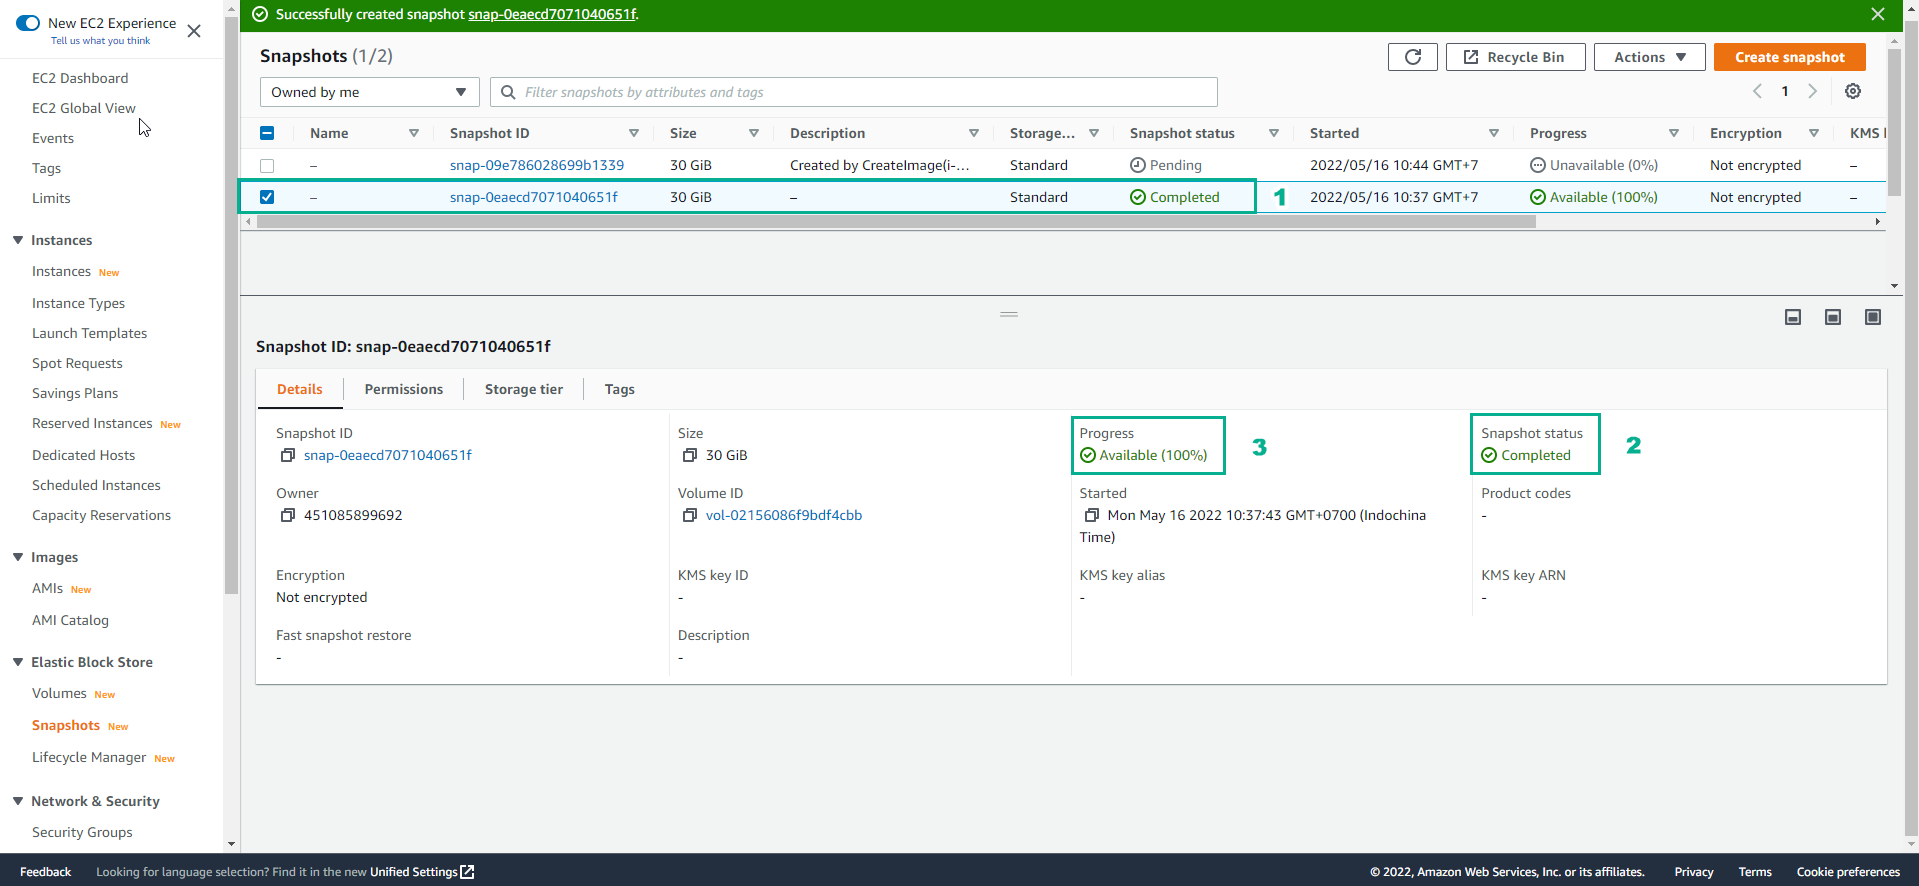 New EC2 Experience
Tell us what you think
EC2 Dashboard
EC2 Global View
Events
Tags
Limits
Instances
Instances New
Instance Types
Launch Templates
Spot Requests
Savings Plans
Reserved Instances New
Dedicated Hosts
Scheduled Instances
Capacity Reservations
Images
AMIs New
AMI Catalog
Elastic Block Store
Volumes New
Snapshots New
Lifecycle Manager New
Network & Security
Security Groups
Successfully created snapshot snap-0eaecd7071040651f.
Snapshots (1/2)
Recycle Bin
Actions
Create snapshot
Owned by me
Filter snapshots by attributes and tags
1
Name Snapshot ID Size Description Storage... Snapshot status Started Progress Encryption KMS
– snap-09e786028699b1339 30 GiB Created by CreateImage(i-... Standard Pending 2022/05/16 10:44 GMT+7 Unavailable (0%) Not encrypted –
– snap-0eaecd7071040651f 30 GiB – Standard Completed 1 2022/05/16 10:37 GMT+7 Available (100%) Not encrypted –
Snapshot ID: snap-0eaecd7071040651f
Details Permissions Storage tier Tags
Snapshot ID Size Progress Snapshot status
snap-0eaecd7071040651f 30 GiB Available (100%) 3 Completed 2
Owner Volume ID Started Product codes
451085899692 vol-02156086f9bdf4cbb Mon May 16 2022 10:37:43 GMT+0700 (Indochina -
Time)
Encryption KMS key ID KMS key alias KMS key ARN
Not encrypted - - -
Fast snapshot restore Description
- -
Feedback Looking for language selection? Find it in the new Unified Settings © 2022, Amazon Web Services, Inc. or its affiliates. Privacy Terms Cookie preferences